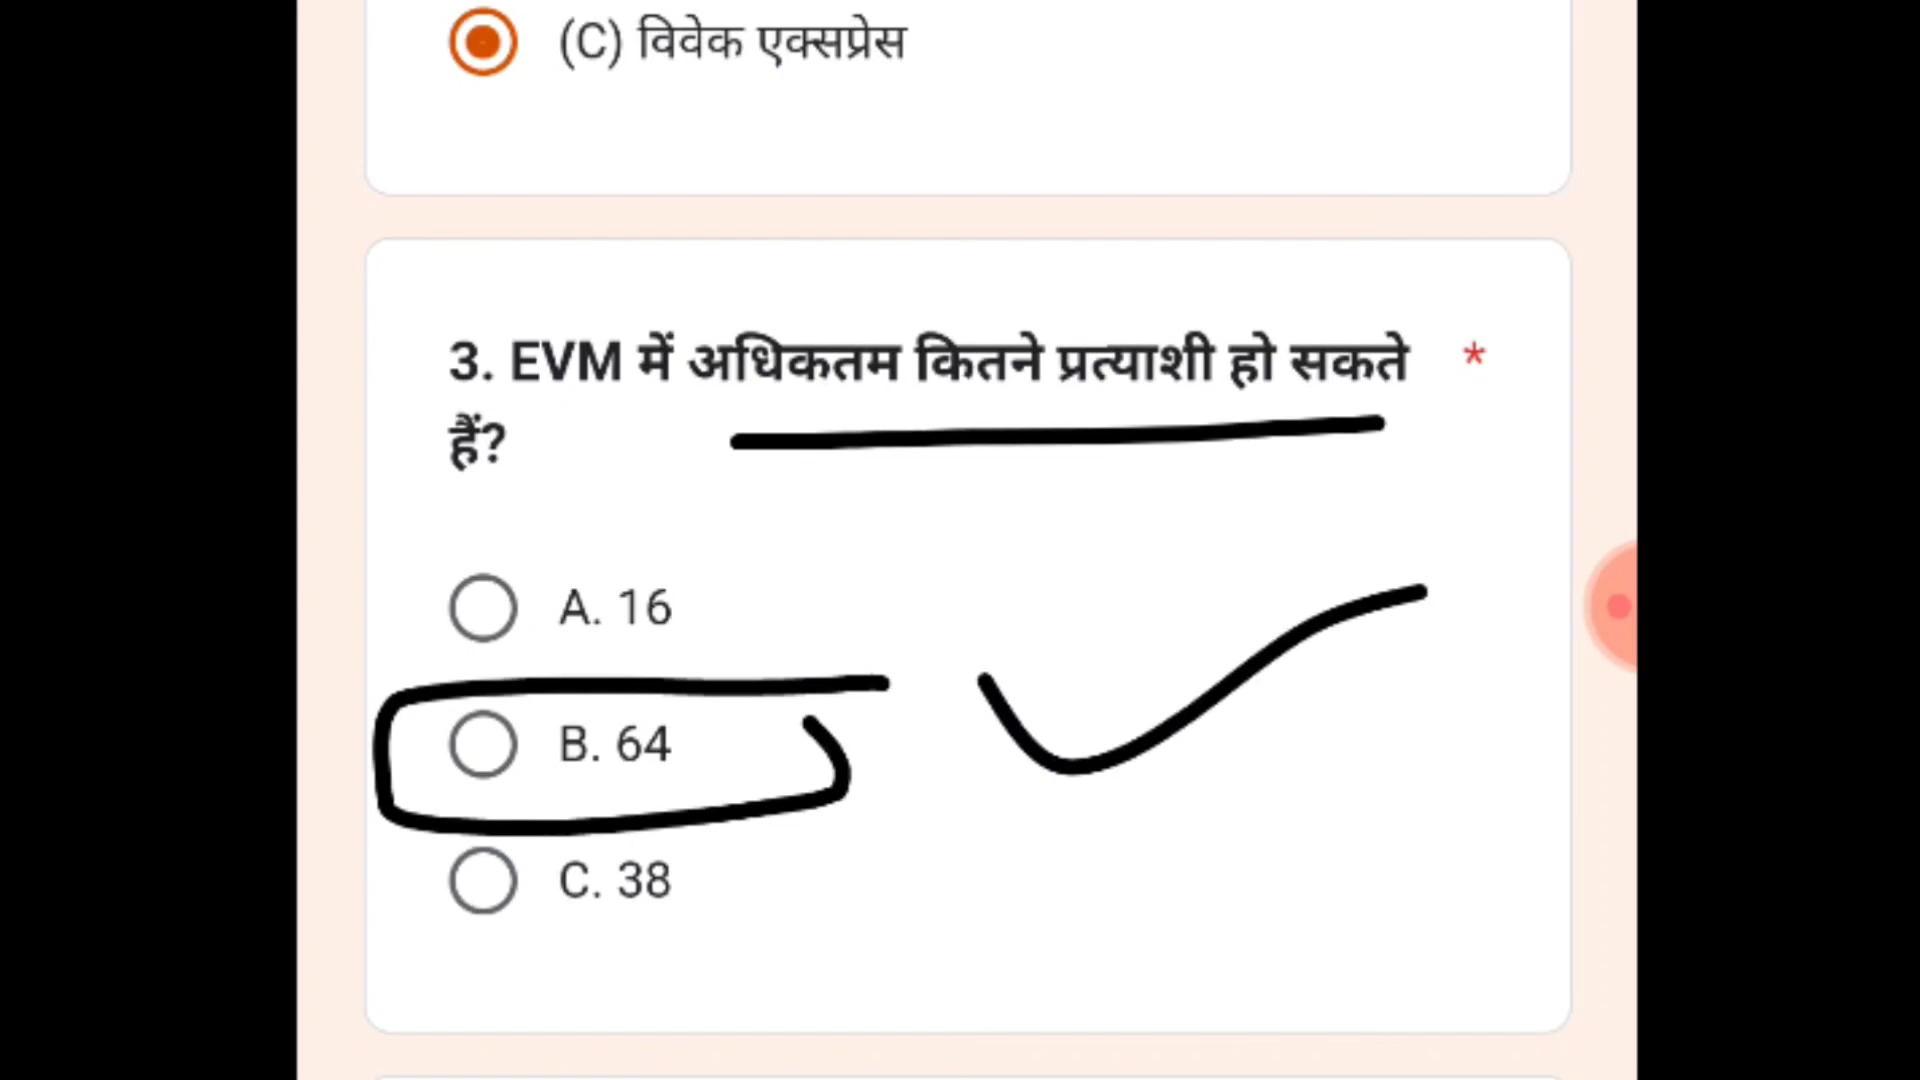 (C) विवेक एक्सप्रेस
3. EVM में अधिकतम कितने प्रत्याशी हो सकते *
हैं?
A. 16
B. 64
C. 38